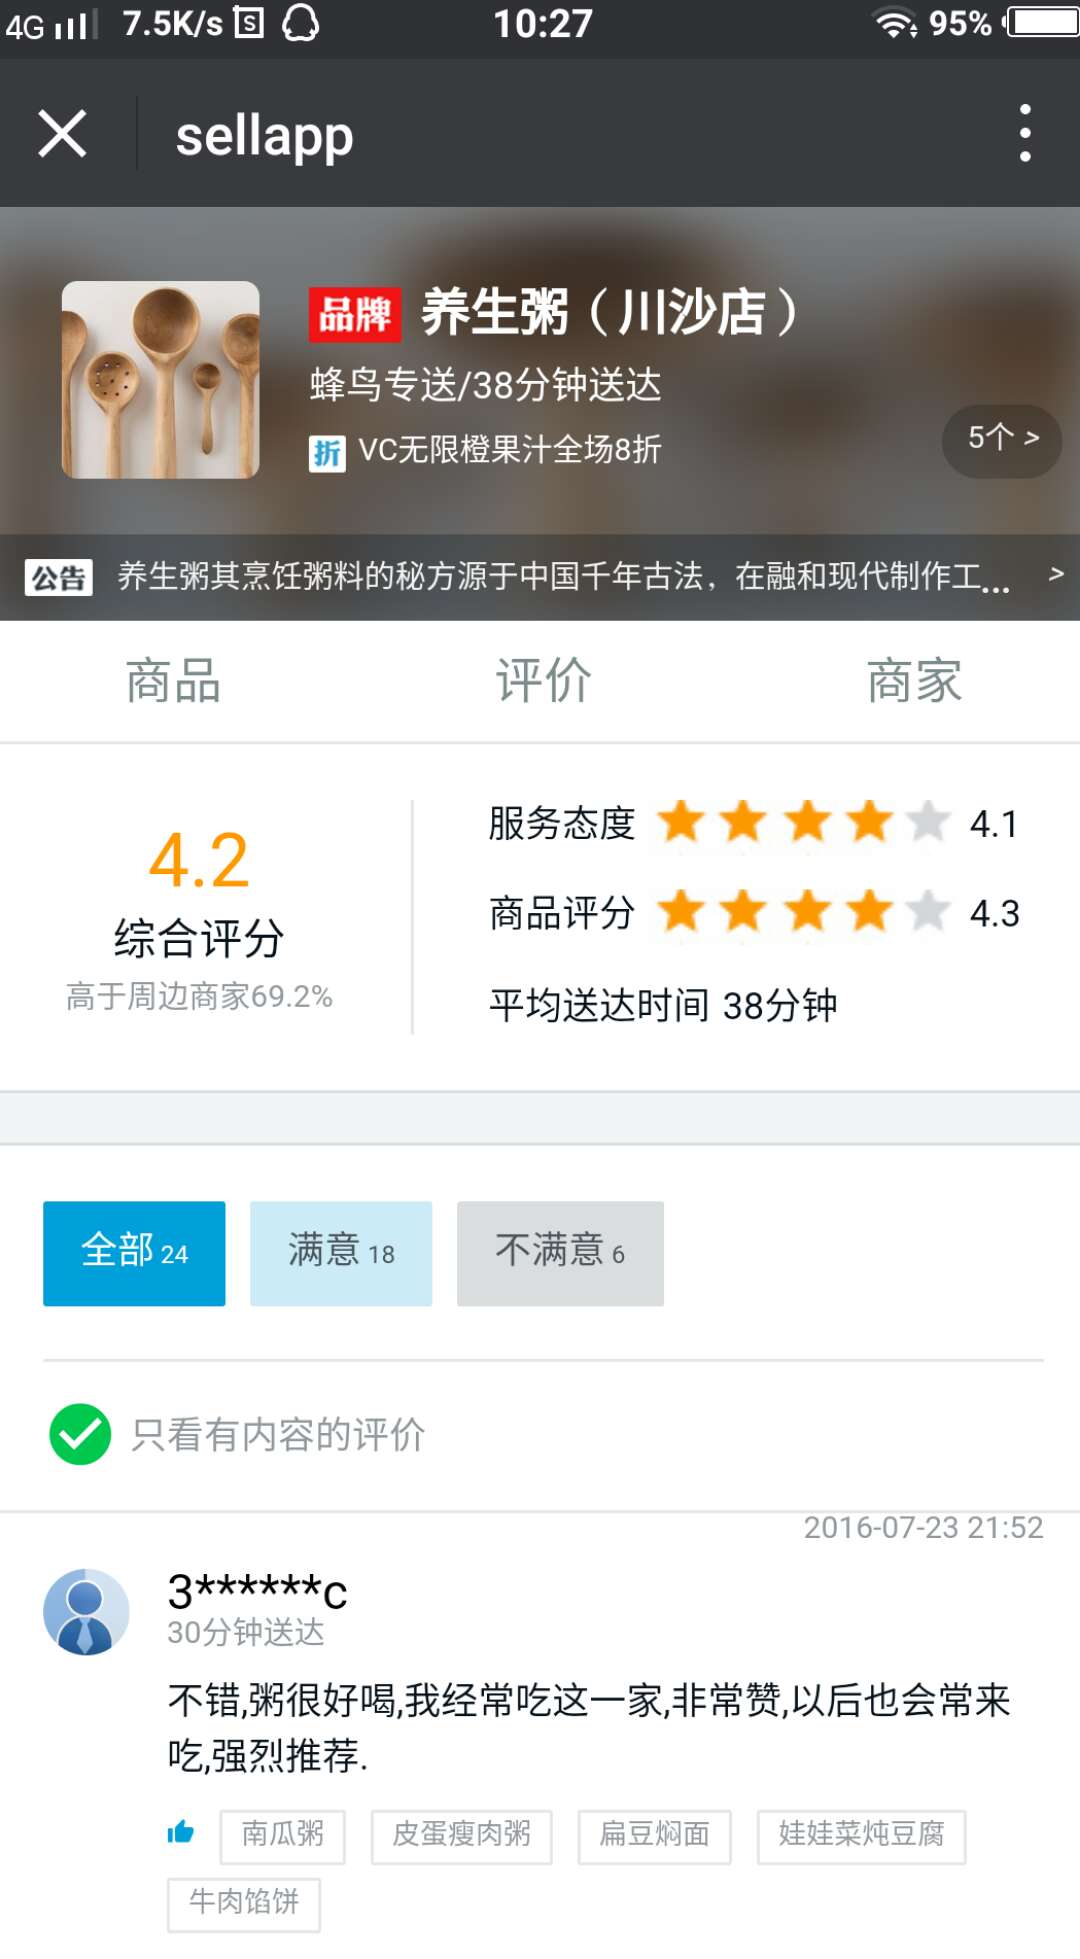 4G 7.5K/s S 10:27 95%
sellapp
品牌 养生粥（川沙店）
蜂鸟专送/38分钟送达
折 VC无限橙果汁全场8折
5个 >
公告 养生粥其烹饪粥料的秘方源于中国千年古法，在融和现代制作工... >
商品 评价 商家
4.2
综合评分
高于周边商家69.2%
服务态度 4.1
商品评分 4.3
平均送达时间 38分钟
全部 24 满意 18 不满意 6
只看有内容的评价
2016-07-23 21:52
3******c
30分钟送达
不错,粥很好喝,我经常吃这一家,非常赞,以后也会常来
吃,强烈推荐.
南瓜粥 皮蛋瘦肉粥 扁豆焖面 娃娃菜炖豆腐
牛肉馅饼